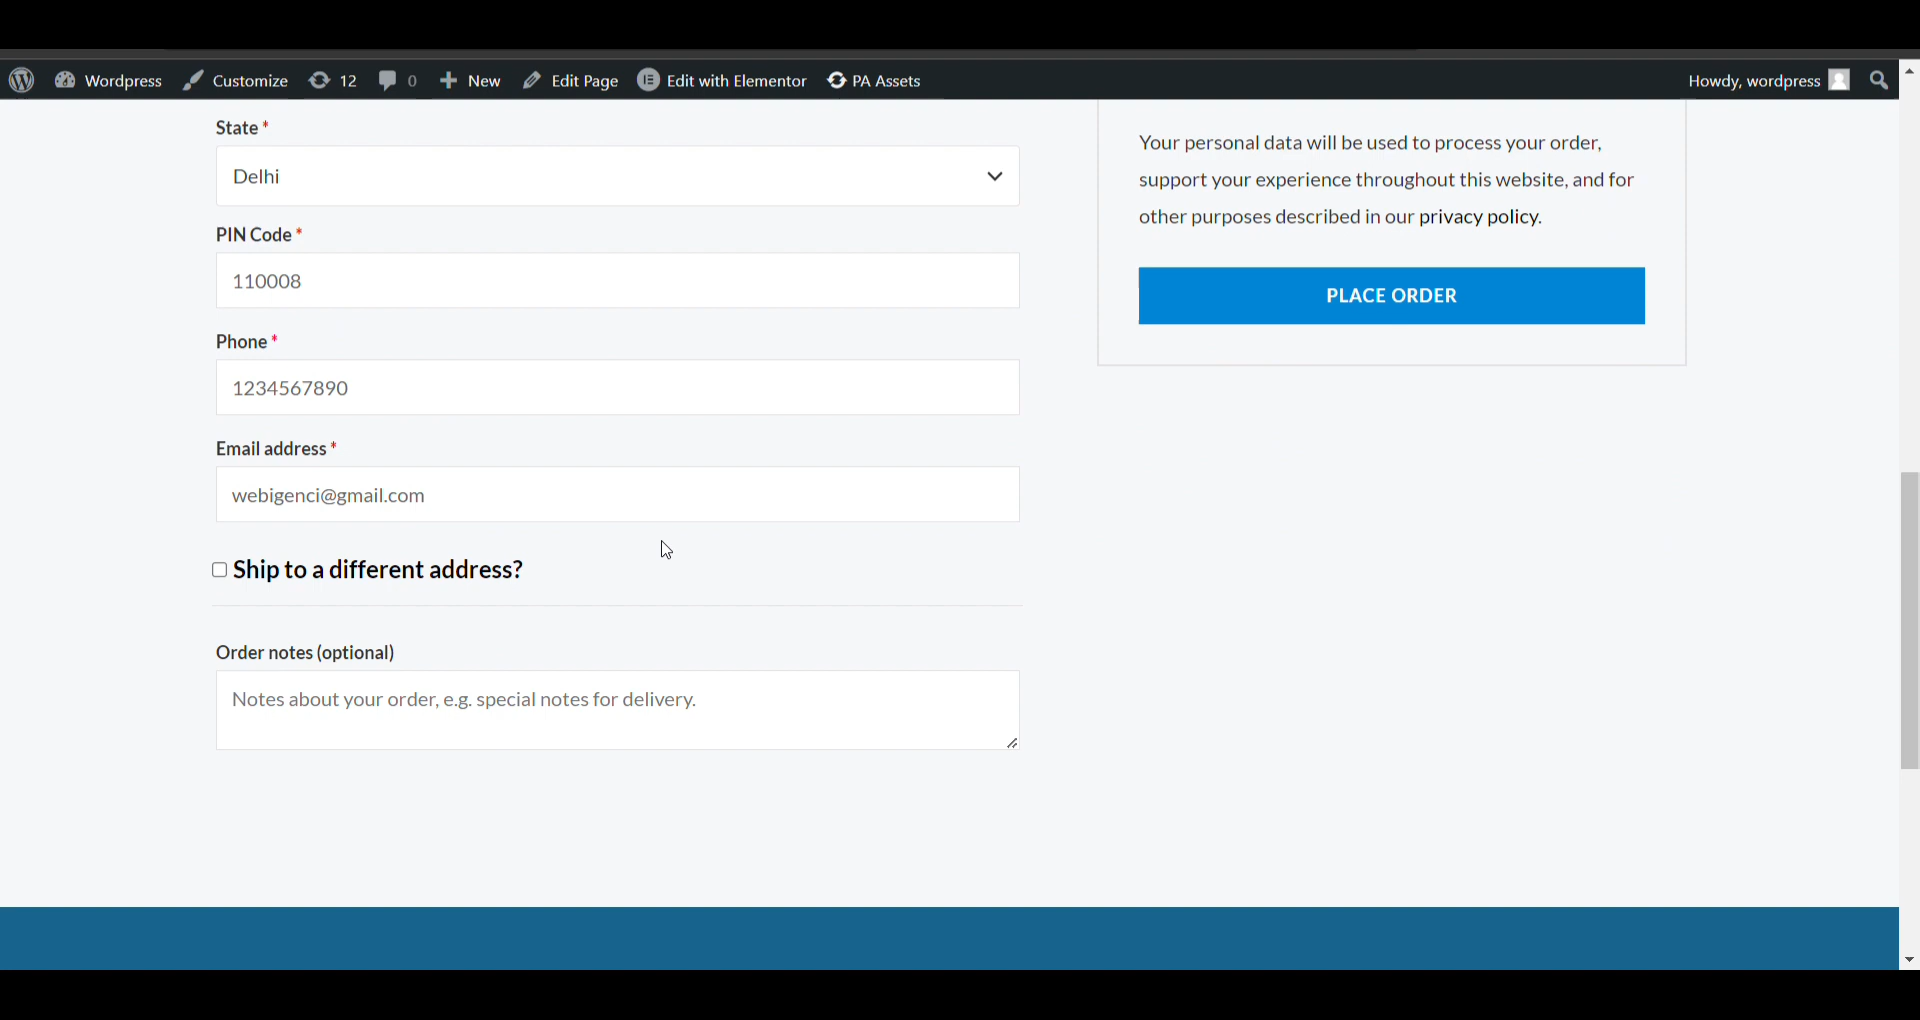 Wordpress Customize 12 0 New Edit Page Edit with Elementor PA Assets Howdy, wordpress
State *
Delhi
PIN Code *
110008
Phone *
1234567890
Email address *
webigenci@gmail.com
Ship to a different address?
Order notes (optional)
Notes about your order, e.g. special notes for delivery.
Your personal data will be used to process your order,
support your experience throughout this website, and for
other purposes described in our privacy policy.
PLACE ORDER